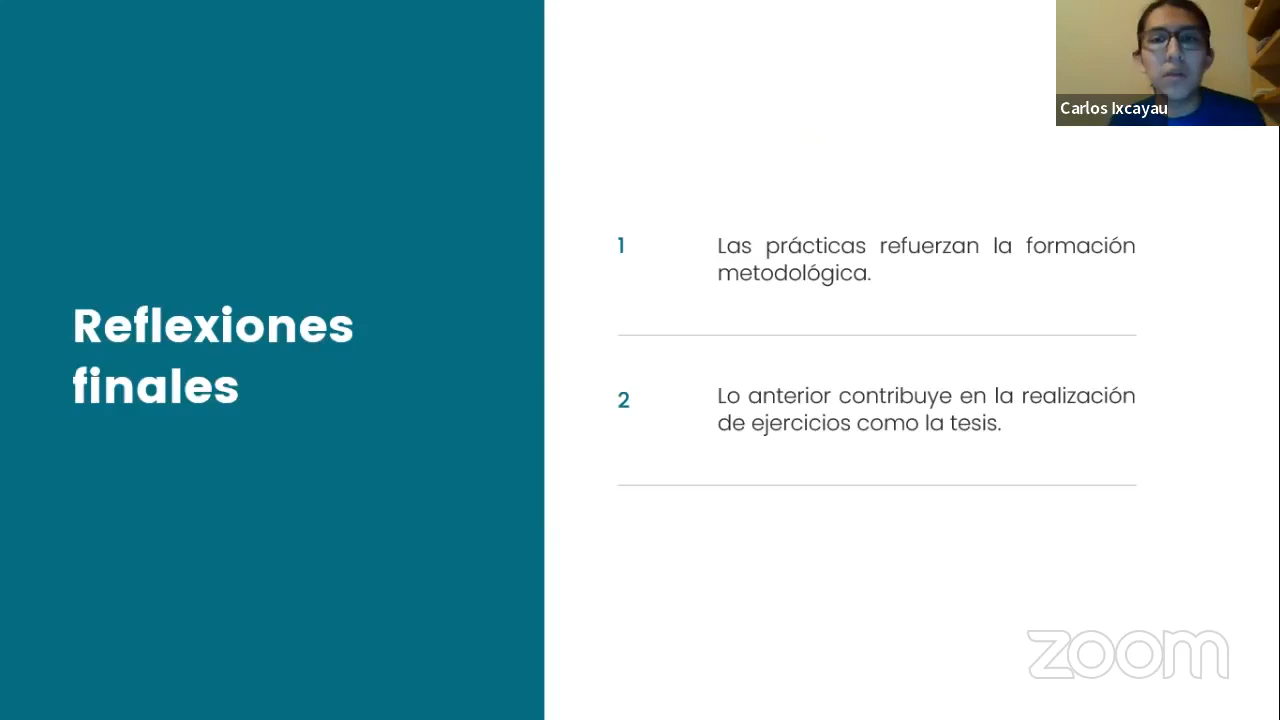 Carlos Ixcayau
Reflexiones
finales
1
Las prácticas refuerzan la formación
metodológica.
2
Lo anterior contribuye en la realización
de ejercicios como la tesis.
zoom